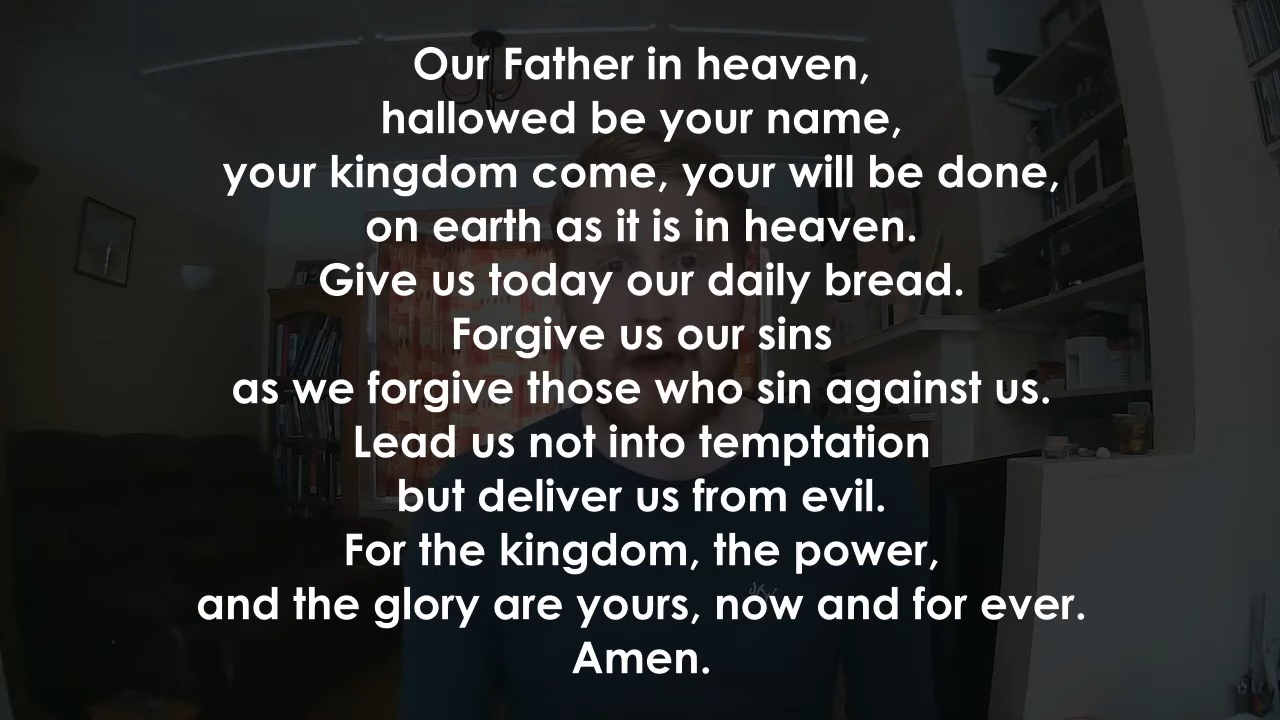 Our Father in heaven,
hallowed be your name,
your kingdom come, your will be done,
on earth as it is in heaven.
Give us today our daily bread.
Forgive us our sins
as we forgive those who sin against us.
Lead us not into temptation
but deliver us from evil.
For the kingdom, the power,
and the glory are yours, now and for ever.
Amen.